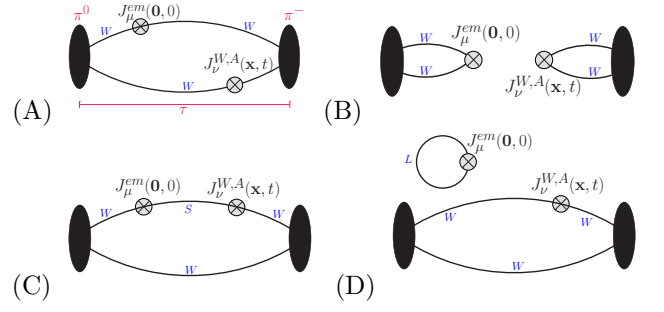 π⁰ J_μ^{em}(𝟎, 0) π⁻
W W
W J_ν^{W,A}(𝐱, t)
(A) τ
J_μ^{em}(𝟎, 0)
W W
W W
J_ν^{W,A}(𝐱, t)
(B)
J_μ^{em}(𝟎, 0) J_ν^{W,A}(𝐱, t)
W S W
W
(C)
J_μ^{em}(𝟎, 0)
L
J_ν^{W,A}(𝐱, t)
W W
W
(D)